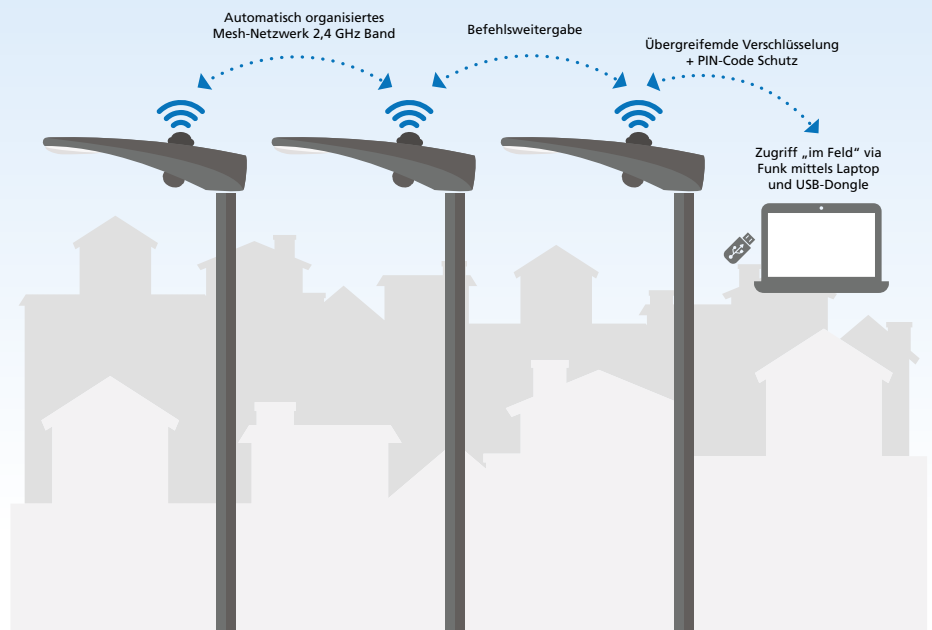 Automatisch organisiertes
Mesh-Netzwerk 2,4 GHz Band
Befehlsweitergabe
Übergreifemde Verschlüsselung
+ PIN-Code Schutz
Zugriff „im Feld“ via
Funk mittels Laptop
und USB-Dongle